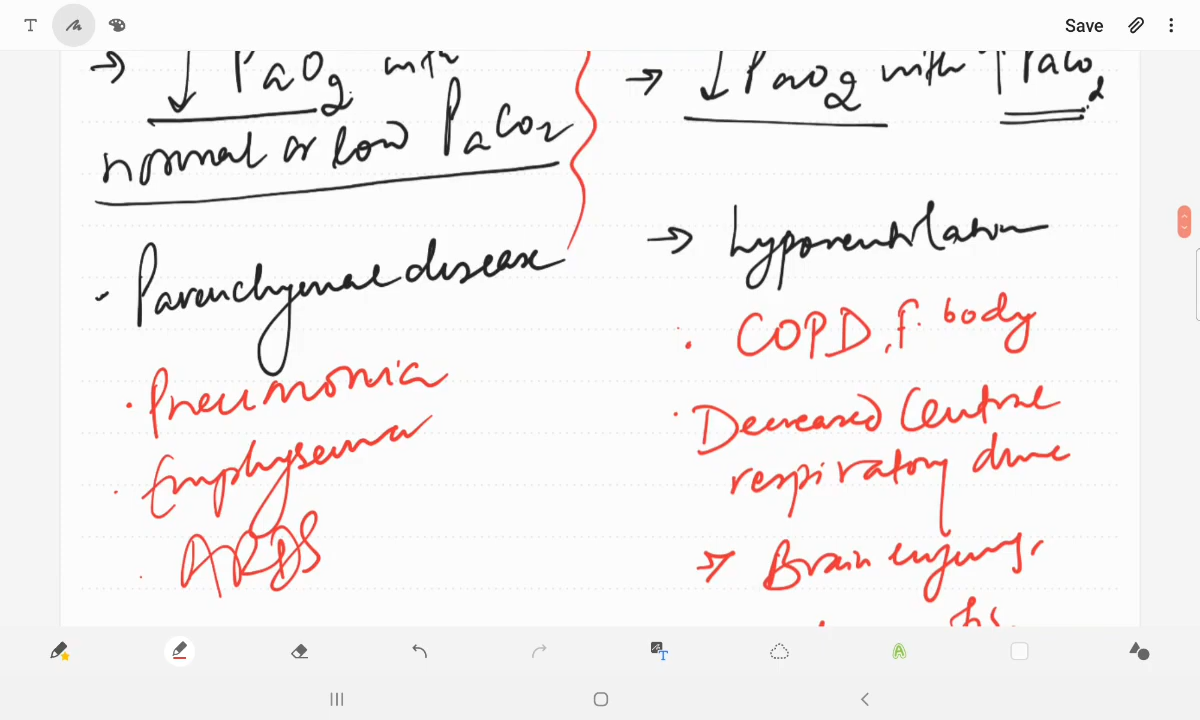 T
Save
→ ↓ PaO2 with
normal or low PaCo2
Parenchymal disease
· Pneumonia
· Emphysema
· ARDS
→ ↓ PaO2 with ↑ PaCo2
→ hypoventilation
· COPD, f. body
· Decreased Central
respiratory drive
→ Brain injury,